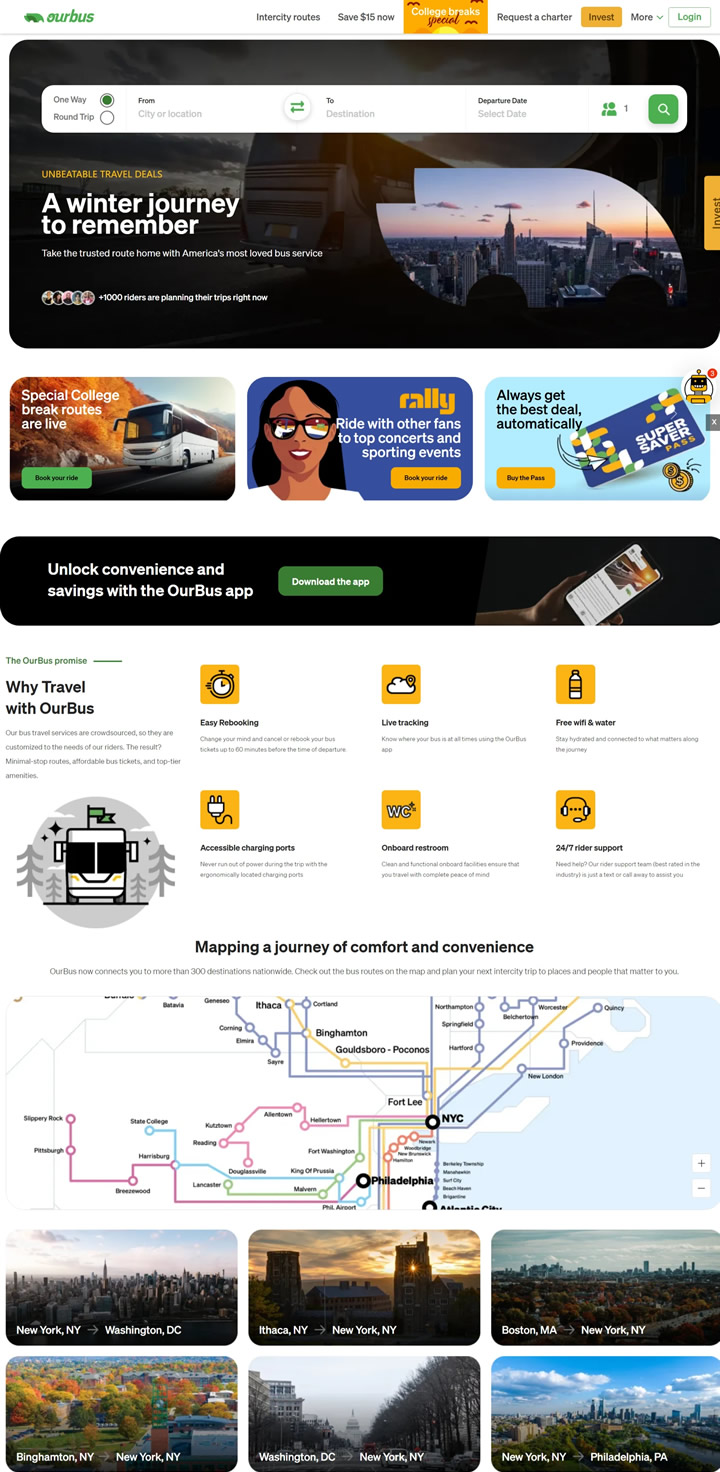 ourbus
Intercity routes
Save $15 now
College breaks
special
Request a charter
Invest
More
Login
One Way
Round Trip
From
City or location
To
Destination
Departure Date
Select Date
1
UNBEATABLE TRAVEL DEALS
A winter journey
to remember
Take the trusted route home with America's most loved bus service
+1000 riders are planning their trips right now
Invest
Special College
break routes
are live
Book your ride
rally
Ride with other fans
to top concerts and
sporting events
Book your ride
Always get
the best deal,
automatically
SUPER
SAVER
PASS
Buy the Pass
3
X
Unlock convenience and
savings with the OurBus app
Download the app
The OurBus promise
Why Travel
with OurBus
Our bus travel services are crowdsourced, so they are
customized to the needs of our riders. The result?
Minimal-stop routes, affordable bus tickets, and top-tier
amenities.
Easy Rebooking
Change your mind and cancel or rebook your bus
tickets up to 60 minutes before the time of departure
Live tracking
Know where your bus is at all times using the OurBus
app
Free wifi & water
Stay hydrated and connected to what matters along
the journey
Accessible charging ports
Never run out of power during the trip with the
ergonomically located charging ports
WC
Onboard restroom
Clean and functional onboard facilities ensure that
you travel with complete peace of mind
24/7 rider support
Need help? Our rider support team (best rated in the
industry) is just a text or call away to assist you
Mapping a journey of comfort and convenience
OurBus now connects you to more than 300 destinations nationwide. Check out the bus routes on the map and plan your next intercity trip to places and people that matter to you.
Buffalo
Batavia
Geneseo
Ithaca
Cortland
Corning
Elmira
Binghamton
Sayre
Gouldsboro - Poconos
Northampton
Springfield
Hartford
Belchertown
Worcester
Quincy
Providence
New London
Fort Lee
NYC
Slippery Rock
Pittsburgh
State College
Harrisburg
Breezewood
Kutztown
Reading
Allentown
Hellertown
Douglassville
Lancaster
Fort Washington
King Of Prussia
Malvern
Phil. Airport
Philadelphia
Newark
Woodbridge
New Brunswick
Hamilton
Berkeley Township
Manahawkin
Surf City
Beach Haven
Brigantine
Atlantic City
+
−
New York, NY → Washington, DC
Ithaca, NY → New York, NY
Boston, MA → New York, NY
Binghamton, NY → New York, NY
Washington, DC → New York, NY
New York, NY → Philadelphia, PA